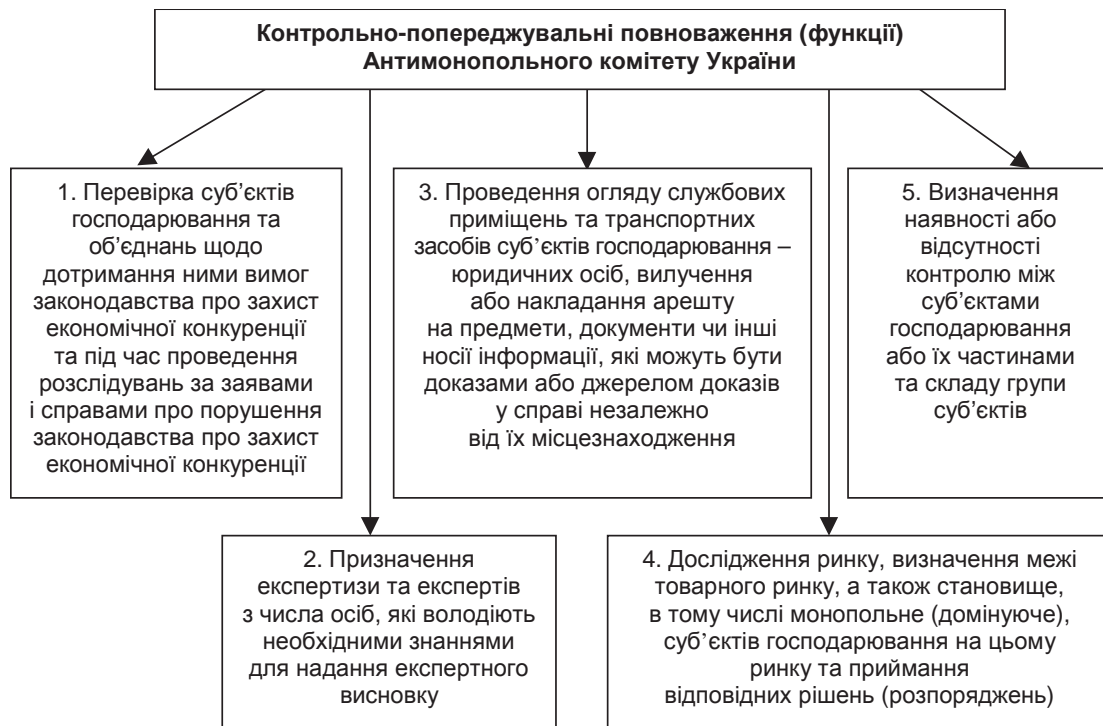 Контрольно-попереджувальні повноваження (функції)
Антимонопольного комітету України
1. Перевірка суб’єктів
господарювання та
об’єднань щодо
дотримання ними вимог
законодавства про захист
економічної конкуренції
та під час проведення
розслідувань за заявами
і справами про порушення
законодавства про захист
економічної конкуренції
2. Призначення
експертизи та експертів
з числа осіб, які володіють
необхідними знаннями
для надання експертного
висновку
3. Проведення огляду службових
приміщень та транспортних
засобів суб’єктів господарювання –
юридичних осіб, вилучення
або накладання арешту
на предмети, документи чи інші
носії інформації, які можуть бути
доказами або джерелом доказів
у справі незалежно
від їх місцезнаходження
4. Дослідження ринку, визначення межі
товарного ринку, а також становище,
в тому числі монопольне (домінуюче),
суб’єктів господарювання на цьому
ринку та приймання
відповідних рішень (розпоряджень)
5. Визначення
наявності або
відсутності
контролю між
суб’єктами
господарювання
або їх частинами
та складу групи
суб’єктів